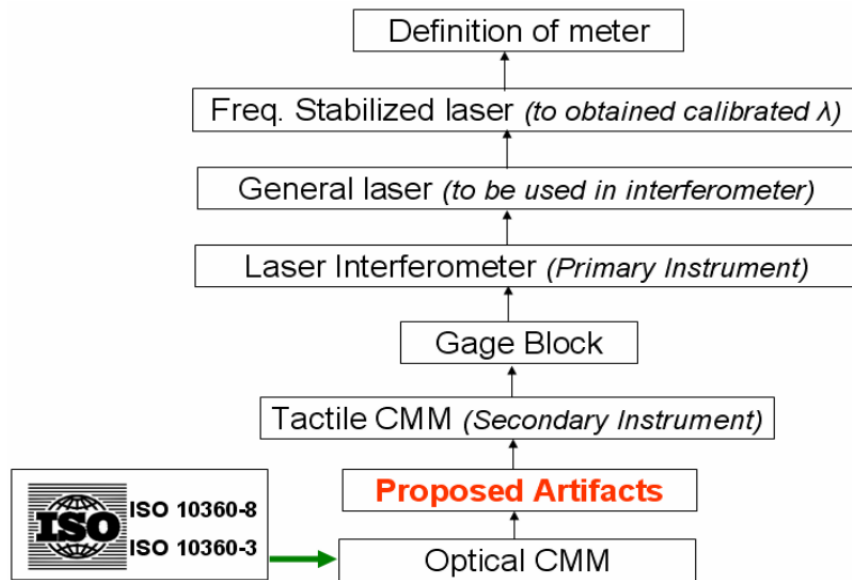 Definition of meter
Freq. Stabilized laser (to obtained calibrated λ)
General laser (to be used in interferometer)
Laser Interferometer (Primary Instrument)
Gage Block
Tactile CMM (Secondary Instrument)
Proposed Artifacts
ISO
ISO 10360-8
ISO 10360-3
Optical CMM